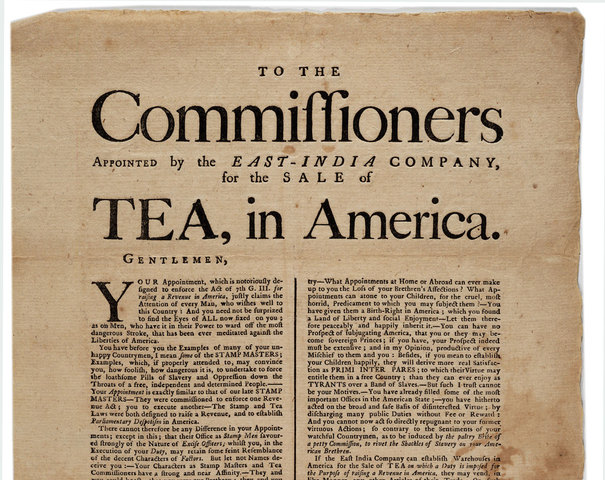 TO THE
Commiſſioners
APPOINTED by the EAST-INDIA COMPANY,
for the SALE of
TEA, in America.
GENTLEMEN,
YOUR Appointment, which is notoriously de-
signed to enforce the Act of 7th G. III. for
raising a Revenue in America, justly claims the
Attention of every Man, who wishes well to
this Country: And you need not be surprized
to find the Eyes of ALL now fixed on you;
as on Men, who have it in their Power to ward off the most
dangerous Stroke, that has been ever meditated against the
Liberties of America.
You have before you the Examples of many of your un-
happy Countrymen, I mean some of the STAMP MASTERS;
Examples, which, if properly attended to, may convince
you, how foolish, how dangerous it is, to undertake to force
the loathsome Pills of Slavery and Oppression down the
Throats of a free, independent and determined People.——
Your Appointment is exactly similar to that of our late STAMP
MASTERS—They were commissioned to enforce one Reve-
nue Act; you to execute another—The Stamp and Tea
Laws were both designed to raise a Revenue, and to establish
Parliamentary Despotism in America.
There cannot therefore be any Difference in your Appoint-
ments; except in this; that their Office as Stamp Men savour-
ed strongly of the Nature of Excise Officers; whilst you, in the
Execution of your Duty, may retain some feint Resemblance
of the decent Characters of Factors. But let not Names de-
ceive you:—Your Characters as Stamp Masters and Tea
Commissioners have a strong and near Affinity.—They and
try—What Appointments at Home or Abroad can ever make
up to you the Loss of your Brethren's Affections? What Ap-
pointments can atone to your Children, for the cruel, most
horrid, Predicament to which you may subject them!—You
have given them a Birth-Right in America; which you found
a Land of Liberty and social Enjoyment—Let them there-
fore peaceably and happily inherit it.—You can have no
Prospect of subjugating America, that you or they may be-
come sovereign Princes; if you have, your Prospect indeed
must be extensive; and in my Opinion, productive of every
Mischief to them and you: Besides, if you mean to establish
your Children happily, they will derive more real Satisfac-
tion as PRIMI INTER PARES; to which their Virtue may
entitle them in a free Country; than they can ever enjoy as
TYRANTS over a Band of Slaves.—But such I trust cannot
be your Motives.—You have already filled some of the most
important Offices in the American State—you have hitherto
acted on the broad and safe Basis of disinterested Virtue; by
discharging many public Duties without Fee or Reward:
And you cannot now act so directly repugnant to your former
virtuous Actions; so contrary to the Sentiments of your
watchful Countrymen, as to be induced by the paltry Bribe of
a petty Commission, to rivet the Shackles of Slavery on your Ame-
rican Brethren.
If the East India Company can establish Warehouses in
America for the Sale of TEA on which a Duty is imposed for
the Purpose of raising a Revenue in America, they may vend, in